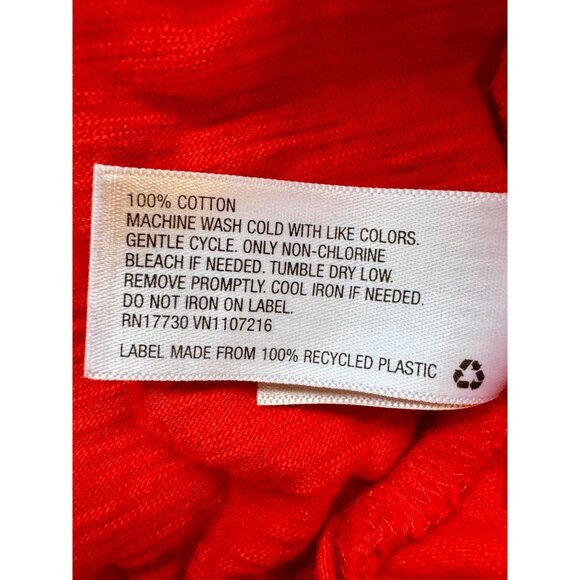 100% COTTON
MACHINE WASH COLD WITH LIKE COLORS.
GENTLE CYCLE. ONLY NON-CHLORINE
BLEACH IF NEEDED. TUMBLE DRY LOW.
REMOVE PROMPTLY. COOL IRON IF NEEDED.
DO NOT IRON ON LABEL.
RN17730 VN1107216
LABEL MADE FROM 100% RECYCLED PLASTIC